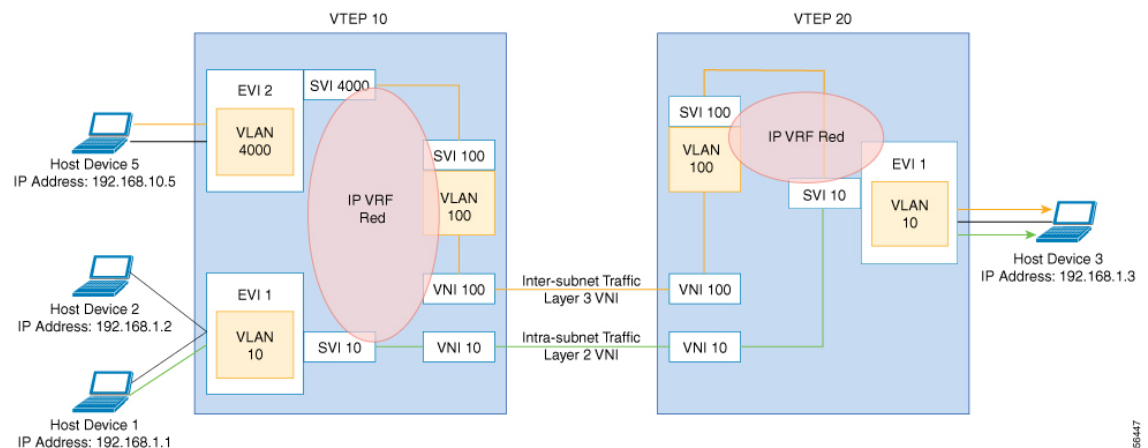 VTEP 10
VTEP 20
EVI 2
SVI 4000
VLAN
4000
Host Device 5
IP Address: 192.168.10.5
SVI 100
VLAN
100
IP VRF
Red
Host Device 2
IP Address: 192.168.1.2
EVI 1
VLAN
10
SVI 10
VNI 100
VNI 10
Host Device 1
IP Address: 192.168.1.1
Inter-subnet Traffic
Layer 3 VNI
Intra-subnet Traffic
Layer 2 VNI
SVI 100
VLAN
100
IP VRF Red
EVI 1
SVI 10
VLAN
10
VNI 100
VNI 10
Host Device 3
IP Address: 192.168.1.3